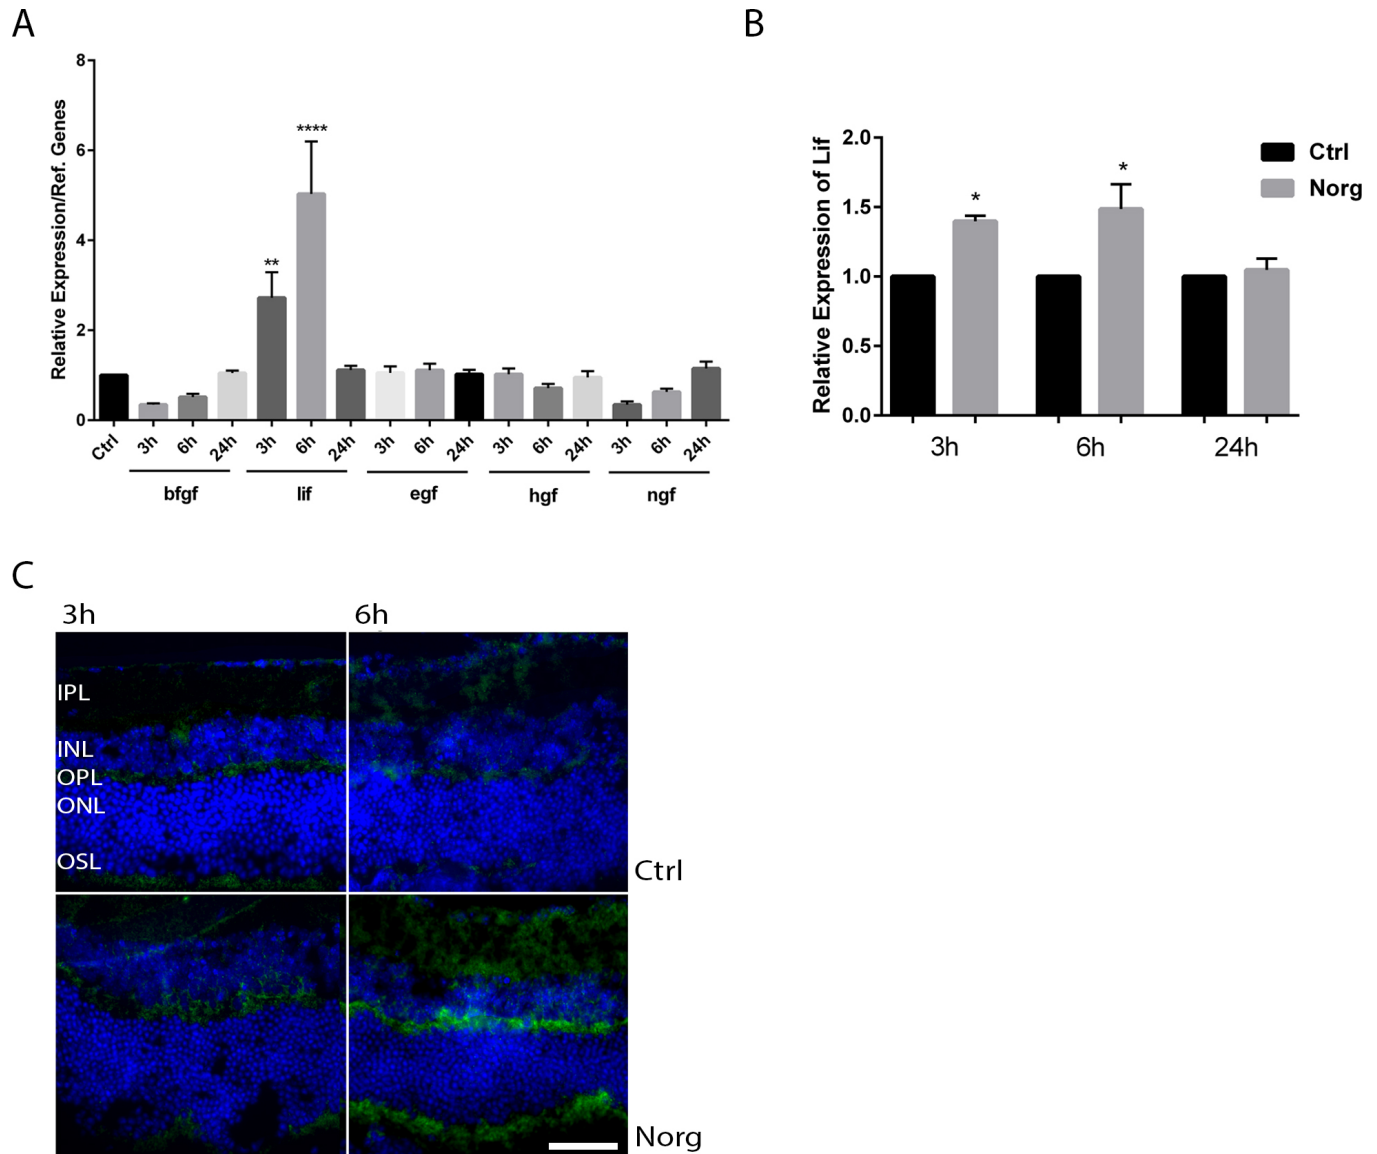 A
B
Relative Expression/Ref. Genes
8
6
4
2
0
**
****
Ctrl 3h 6h 24h 3h 6h 24h 3h 6h 24h 3h 6h 24h 3h 6h 24h
bfgf lif egf hgf ngf
Relative Expression of Lif
2.0
1.5
1.0
0.5
0.0
* *
3h 6h 24h
Ctrl
Norg
C
3h 6h
IPL
INL
OPL
ONL
OSL
Ctrl
Norg